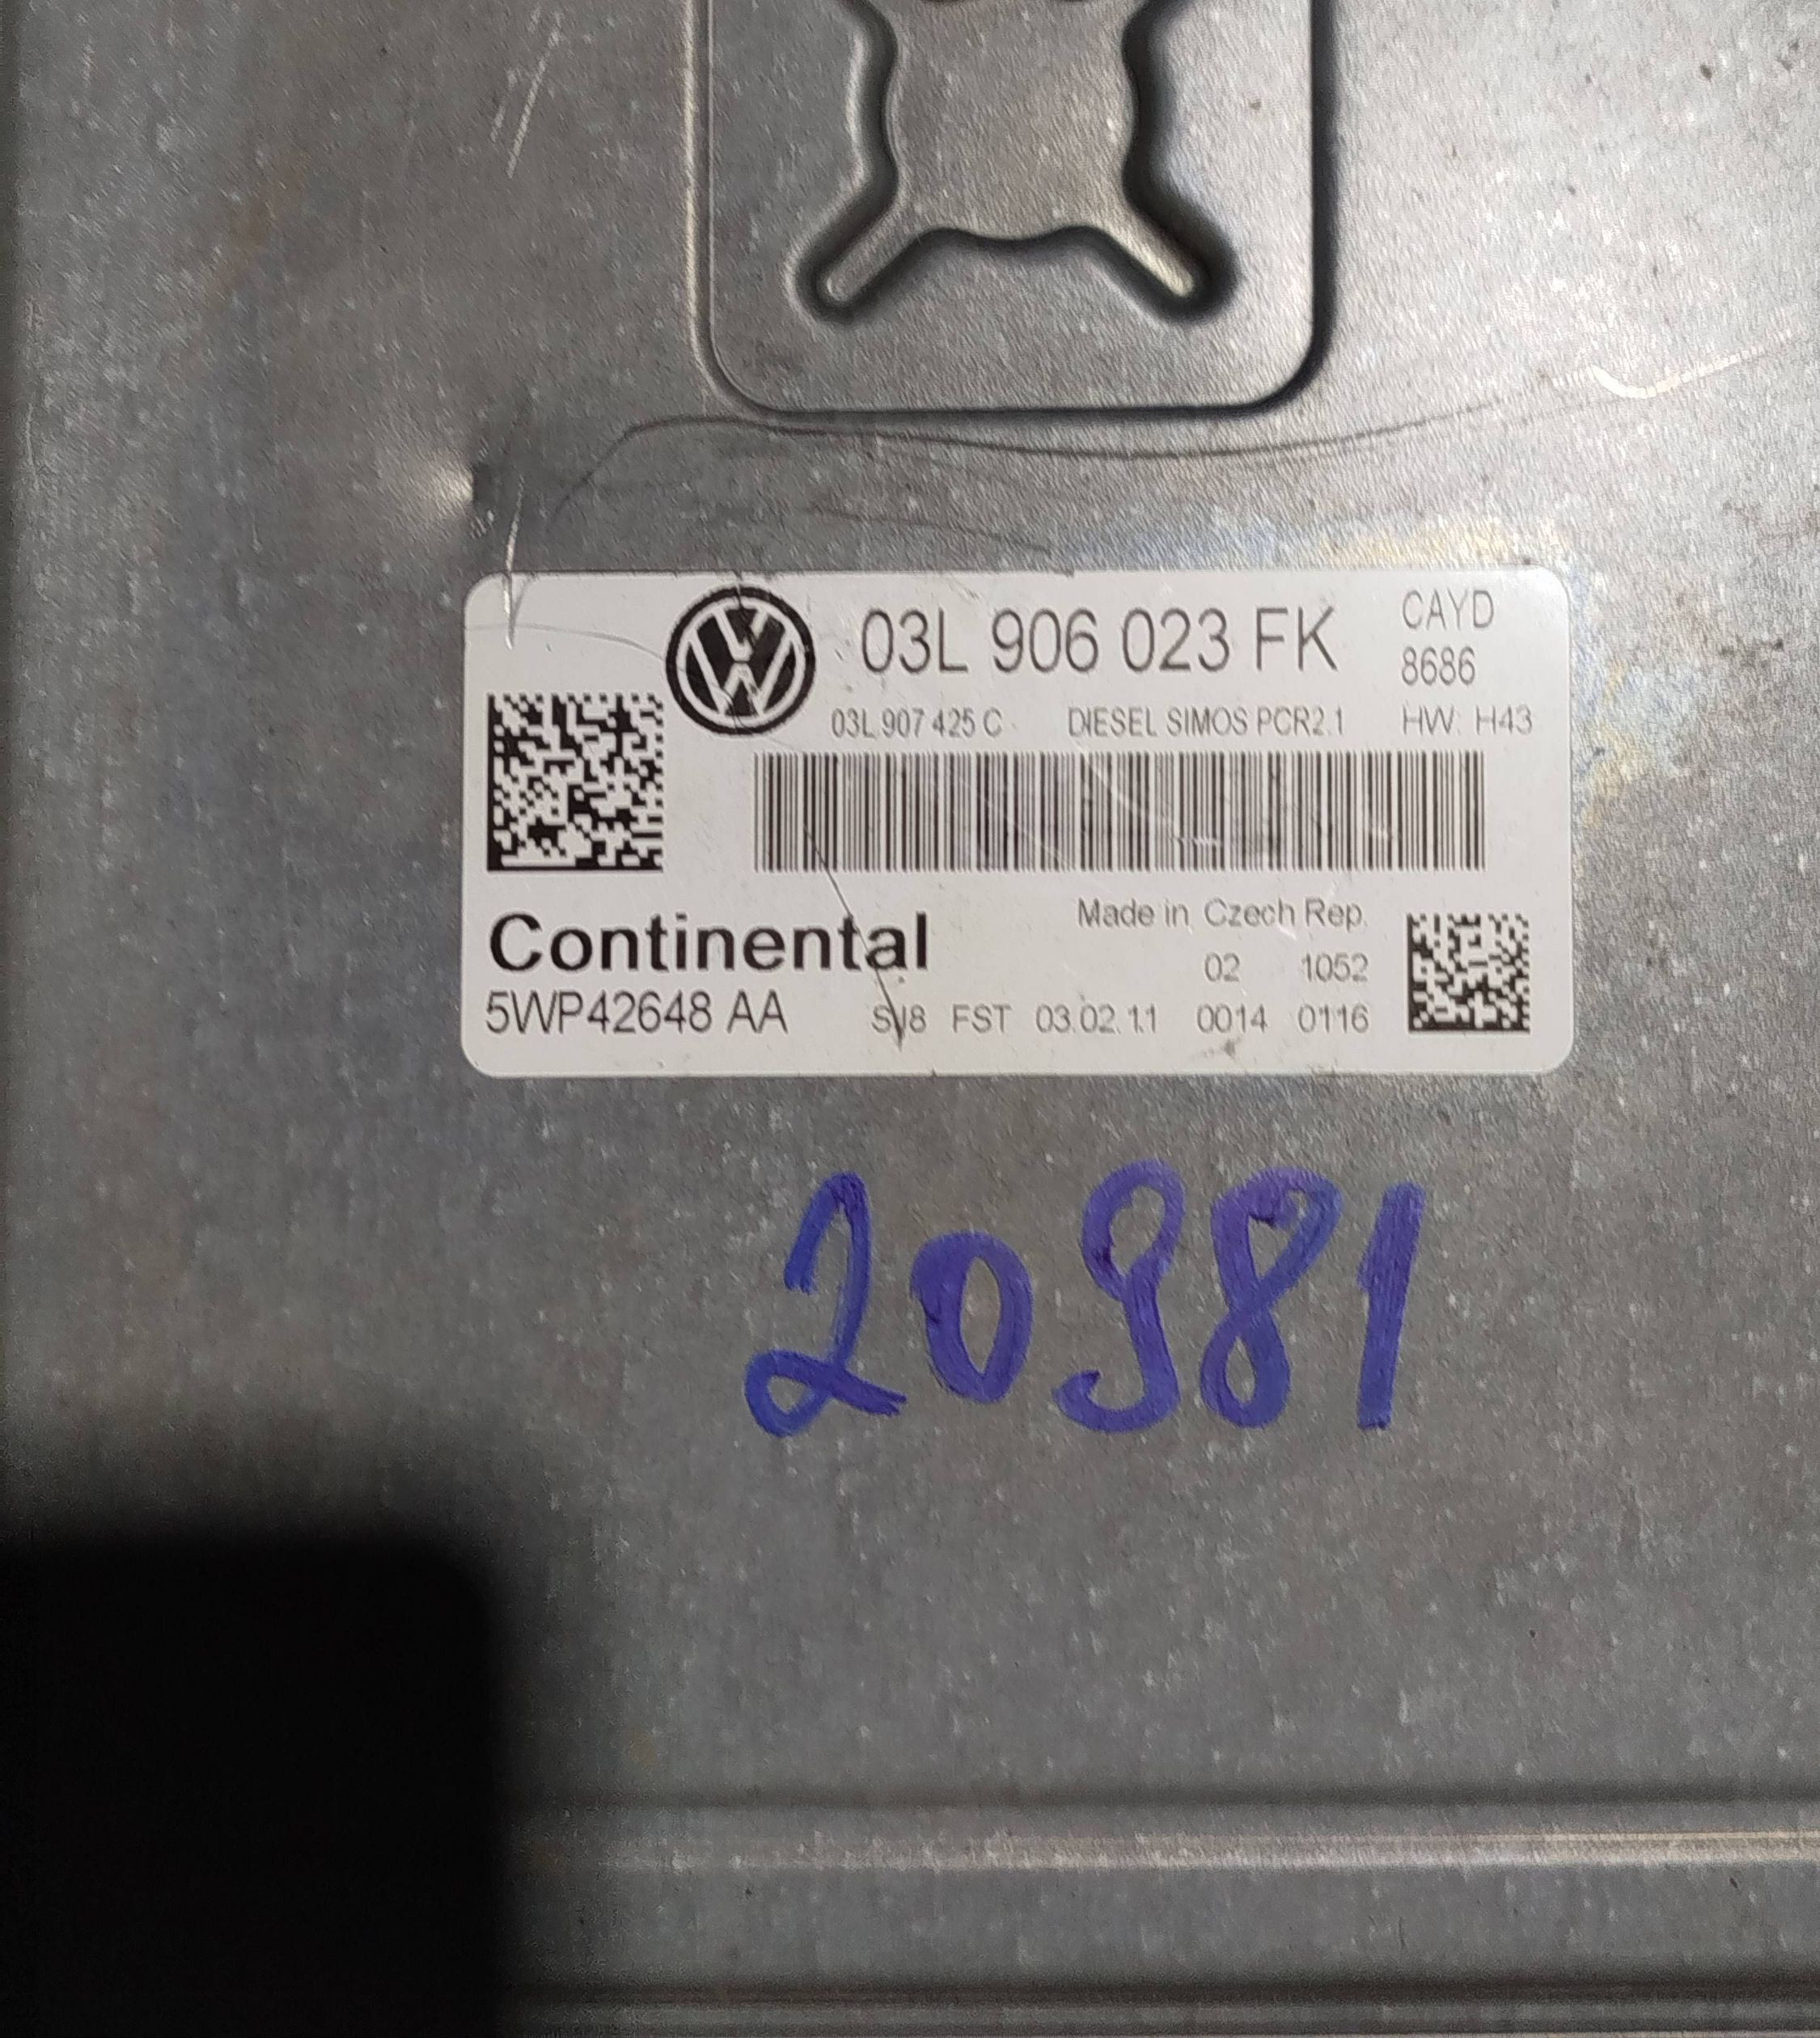 03L 906 023 FK CAYD
8686
03L 907 425 C DIESEL SIMOS PCR2.1 HW: H43
Continental
Made in Czech Rep.
02 1052
5WP42648 AA FST 03.02.11 0014 0116
20981